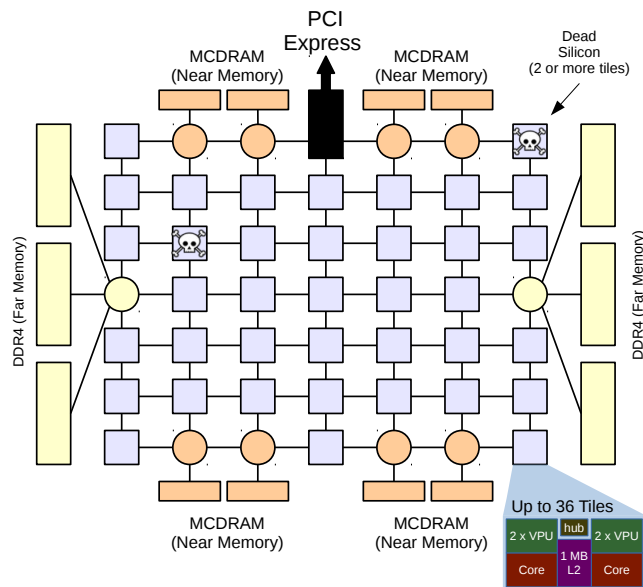 PCI
Express
MCDRAM
(Near Memory)
MCDRAM
(Near Memory)
Dead
Silicon
(2 or more tiles)
DDR4 (Far Memory)
DDR4 (Far Memory)
MCDRAM
(Near Memory)
MCDRAM
(Near Memory)
Up to 36 Tiles
2 x VPU
hub
2 x VPU
Core
1 MB
L2
Core